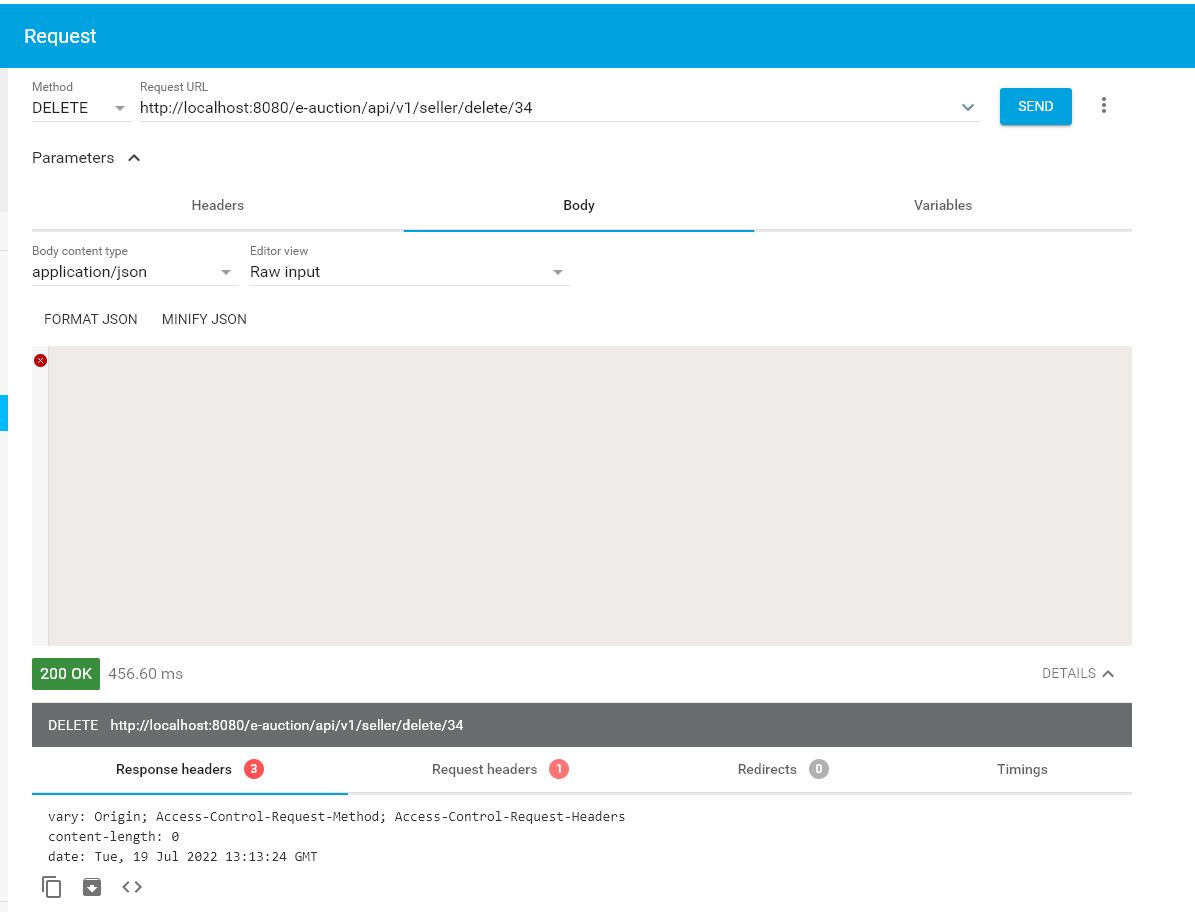 Request
Method
Request URL
DELETE
http://localhost:8080/e-auction/api/v1/seller/delete/34
SEND
Parameters
Headers
Body
Variables
Body content type
Editor view
application/json
Raw input
FORMAT JSON
MINIFY JSON
200 OK
456.60 ms
DETAILS
DELETE http://localhost:8080/e-auction/api/v1/seller/delete/34
Response headers 3
Request headers 1
Redirects 0
Timings
vary: Origin; Access-Control-Request-Method; Access-Control-Request-Headers
content-length: 0
date: Tue, 19 Jul 2022 13:13:24 GMT